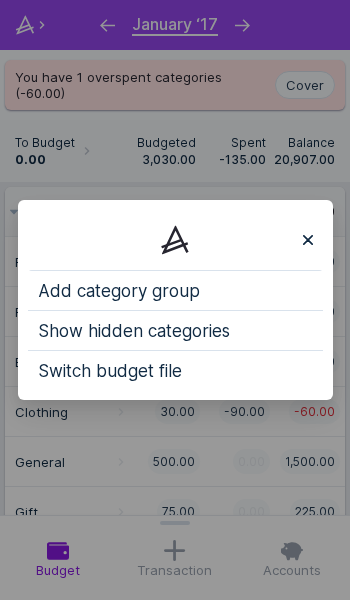 January ‘17
You have 1 overspent categories
(-60.00)
Cover
To Budget Budgeted Spent Balance
0.00 3,030.00 -135.00 20,907.00
Add category group
Show hidden categories
Switch budget file
Clothing 30.00 -90.00 -60.00
General 500.00 0.00 1,500.00
Gift 75.00 0.00 225.00
Budget Transaction Accounts